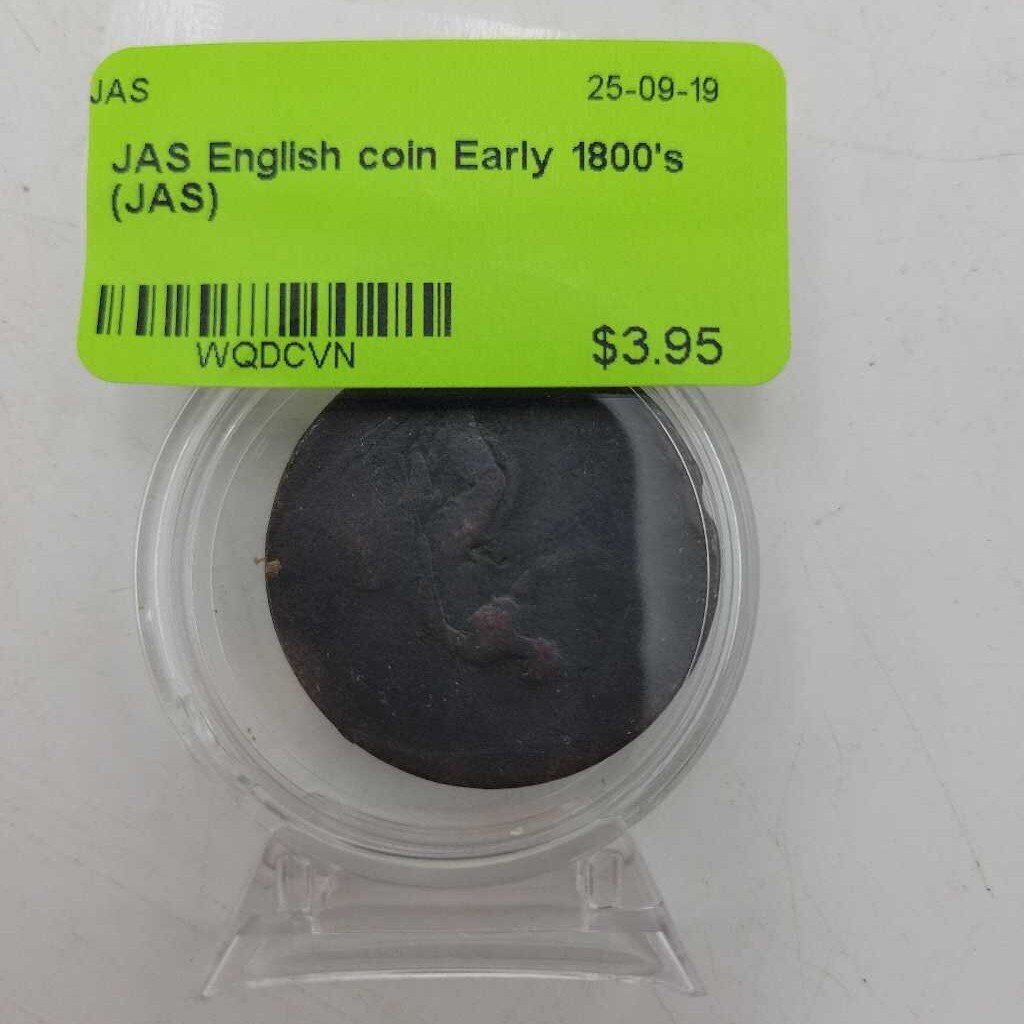 JAS 25-09-19
JAS English coin Early 1800's
(JAS)
WQDCVN
$3.95